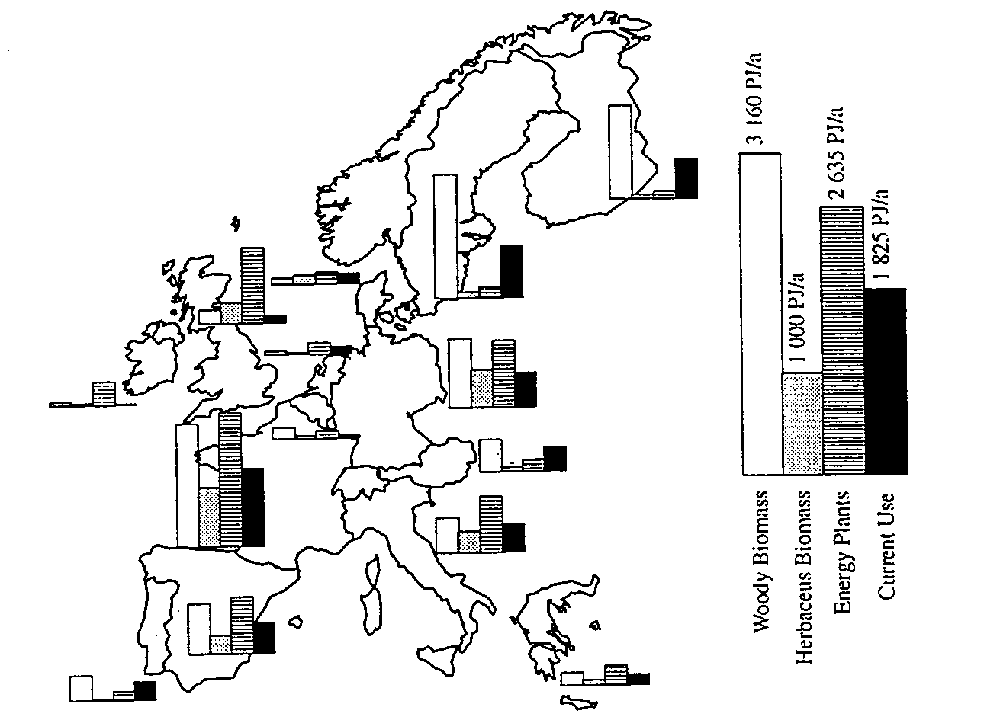 Woody Biomass 3 160 PJ/a
Herbaceus Biomass 1 000 PJ/a
Energy Plants 2 635 PJ/a
Current Use 1 825 PJ/a